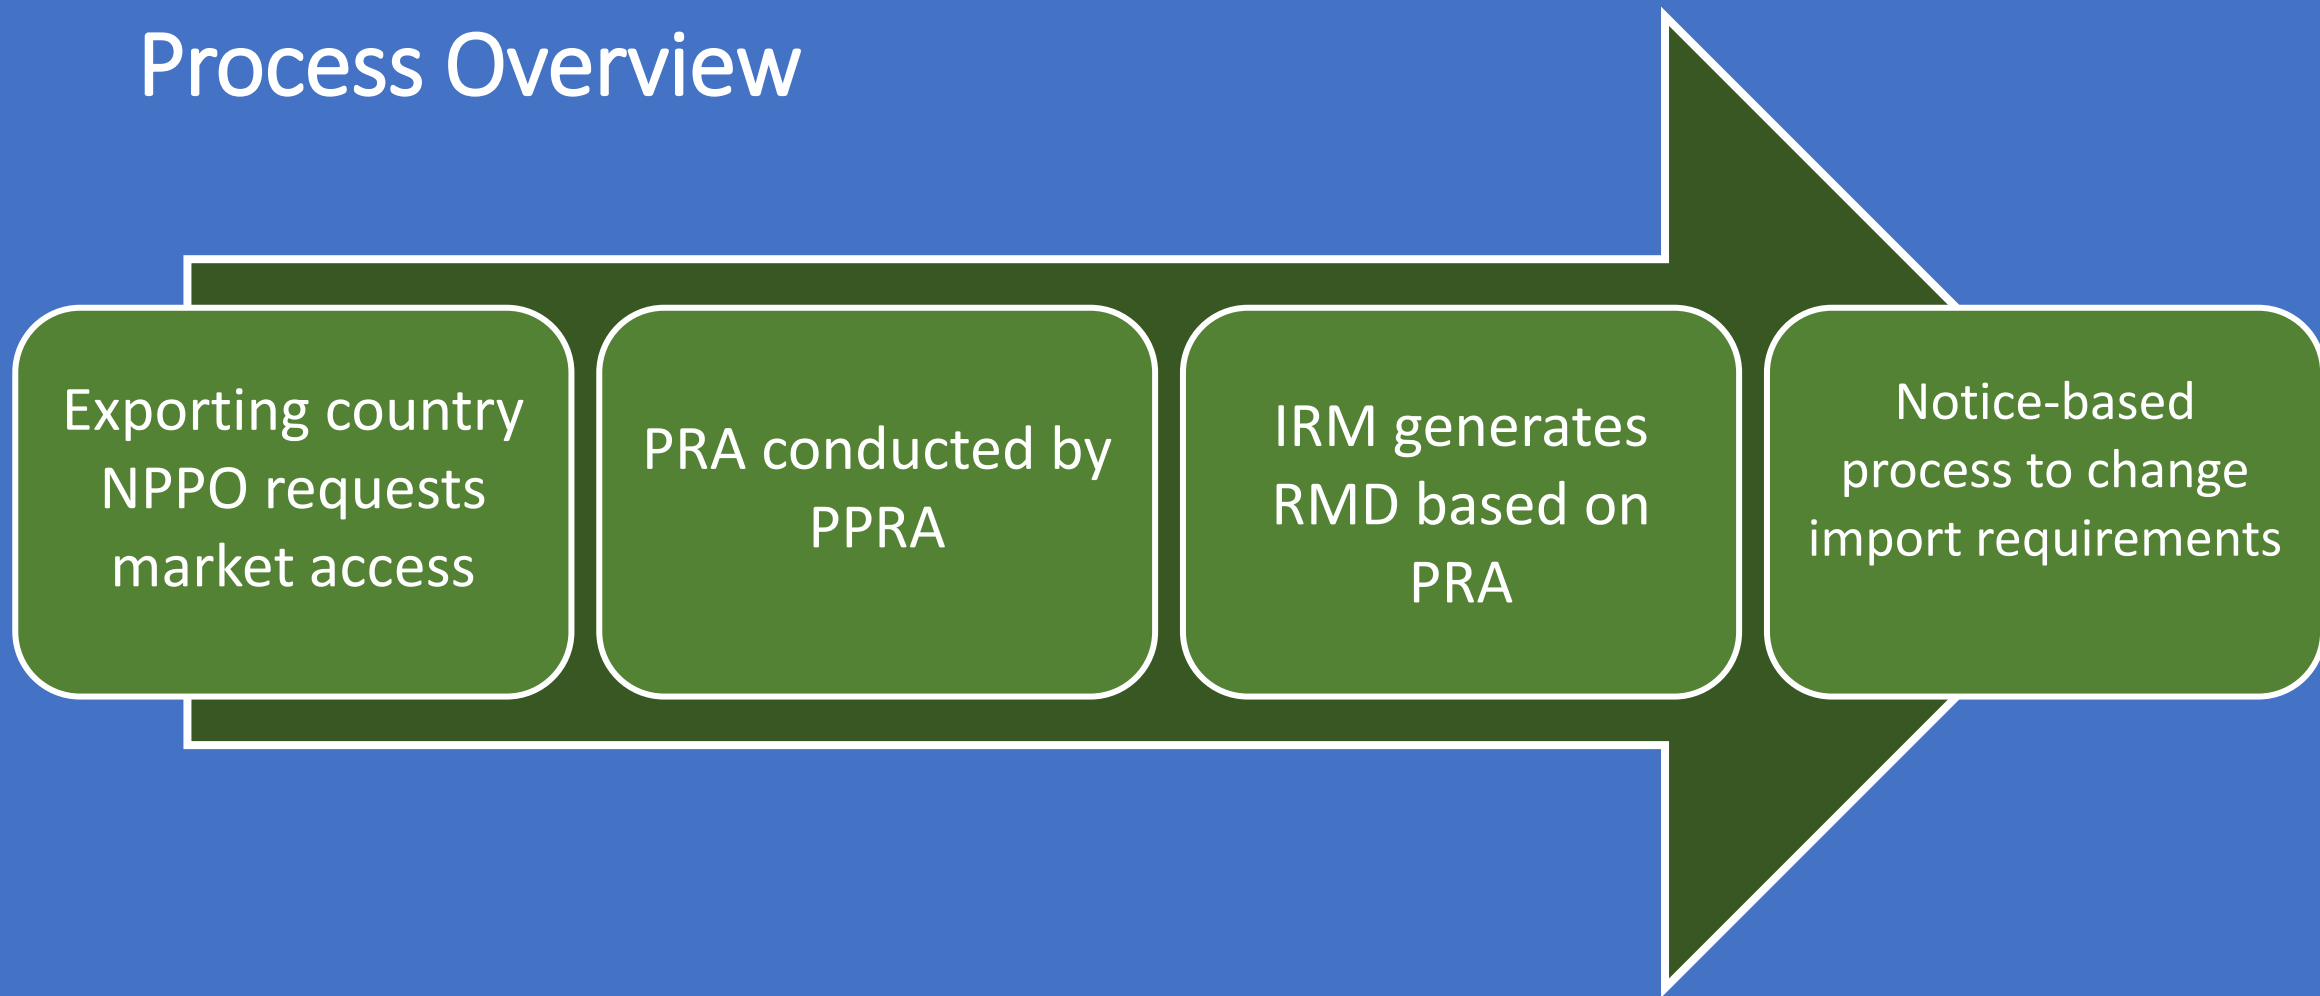 Process Overview
Exporting country
NPPO requests
market access
PRA conducted by
PPRA
IRM generates
RMD based on
PRA
Notice-based
process to change
import requirements